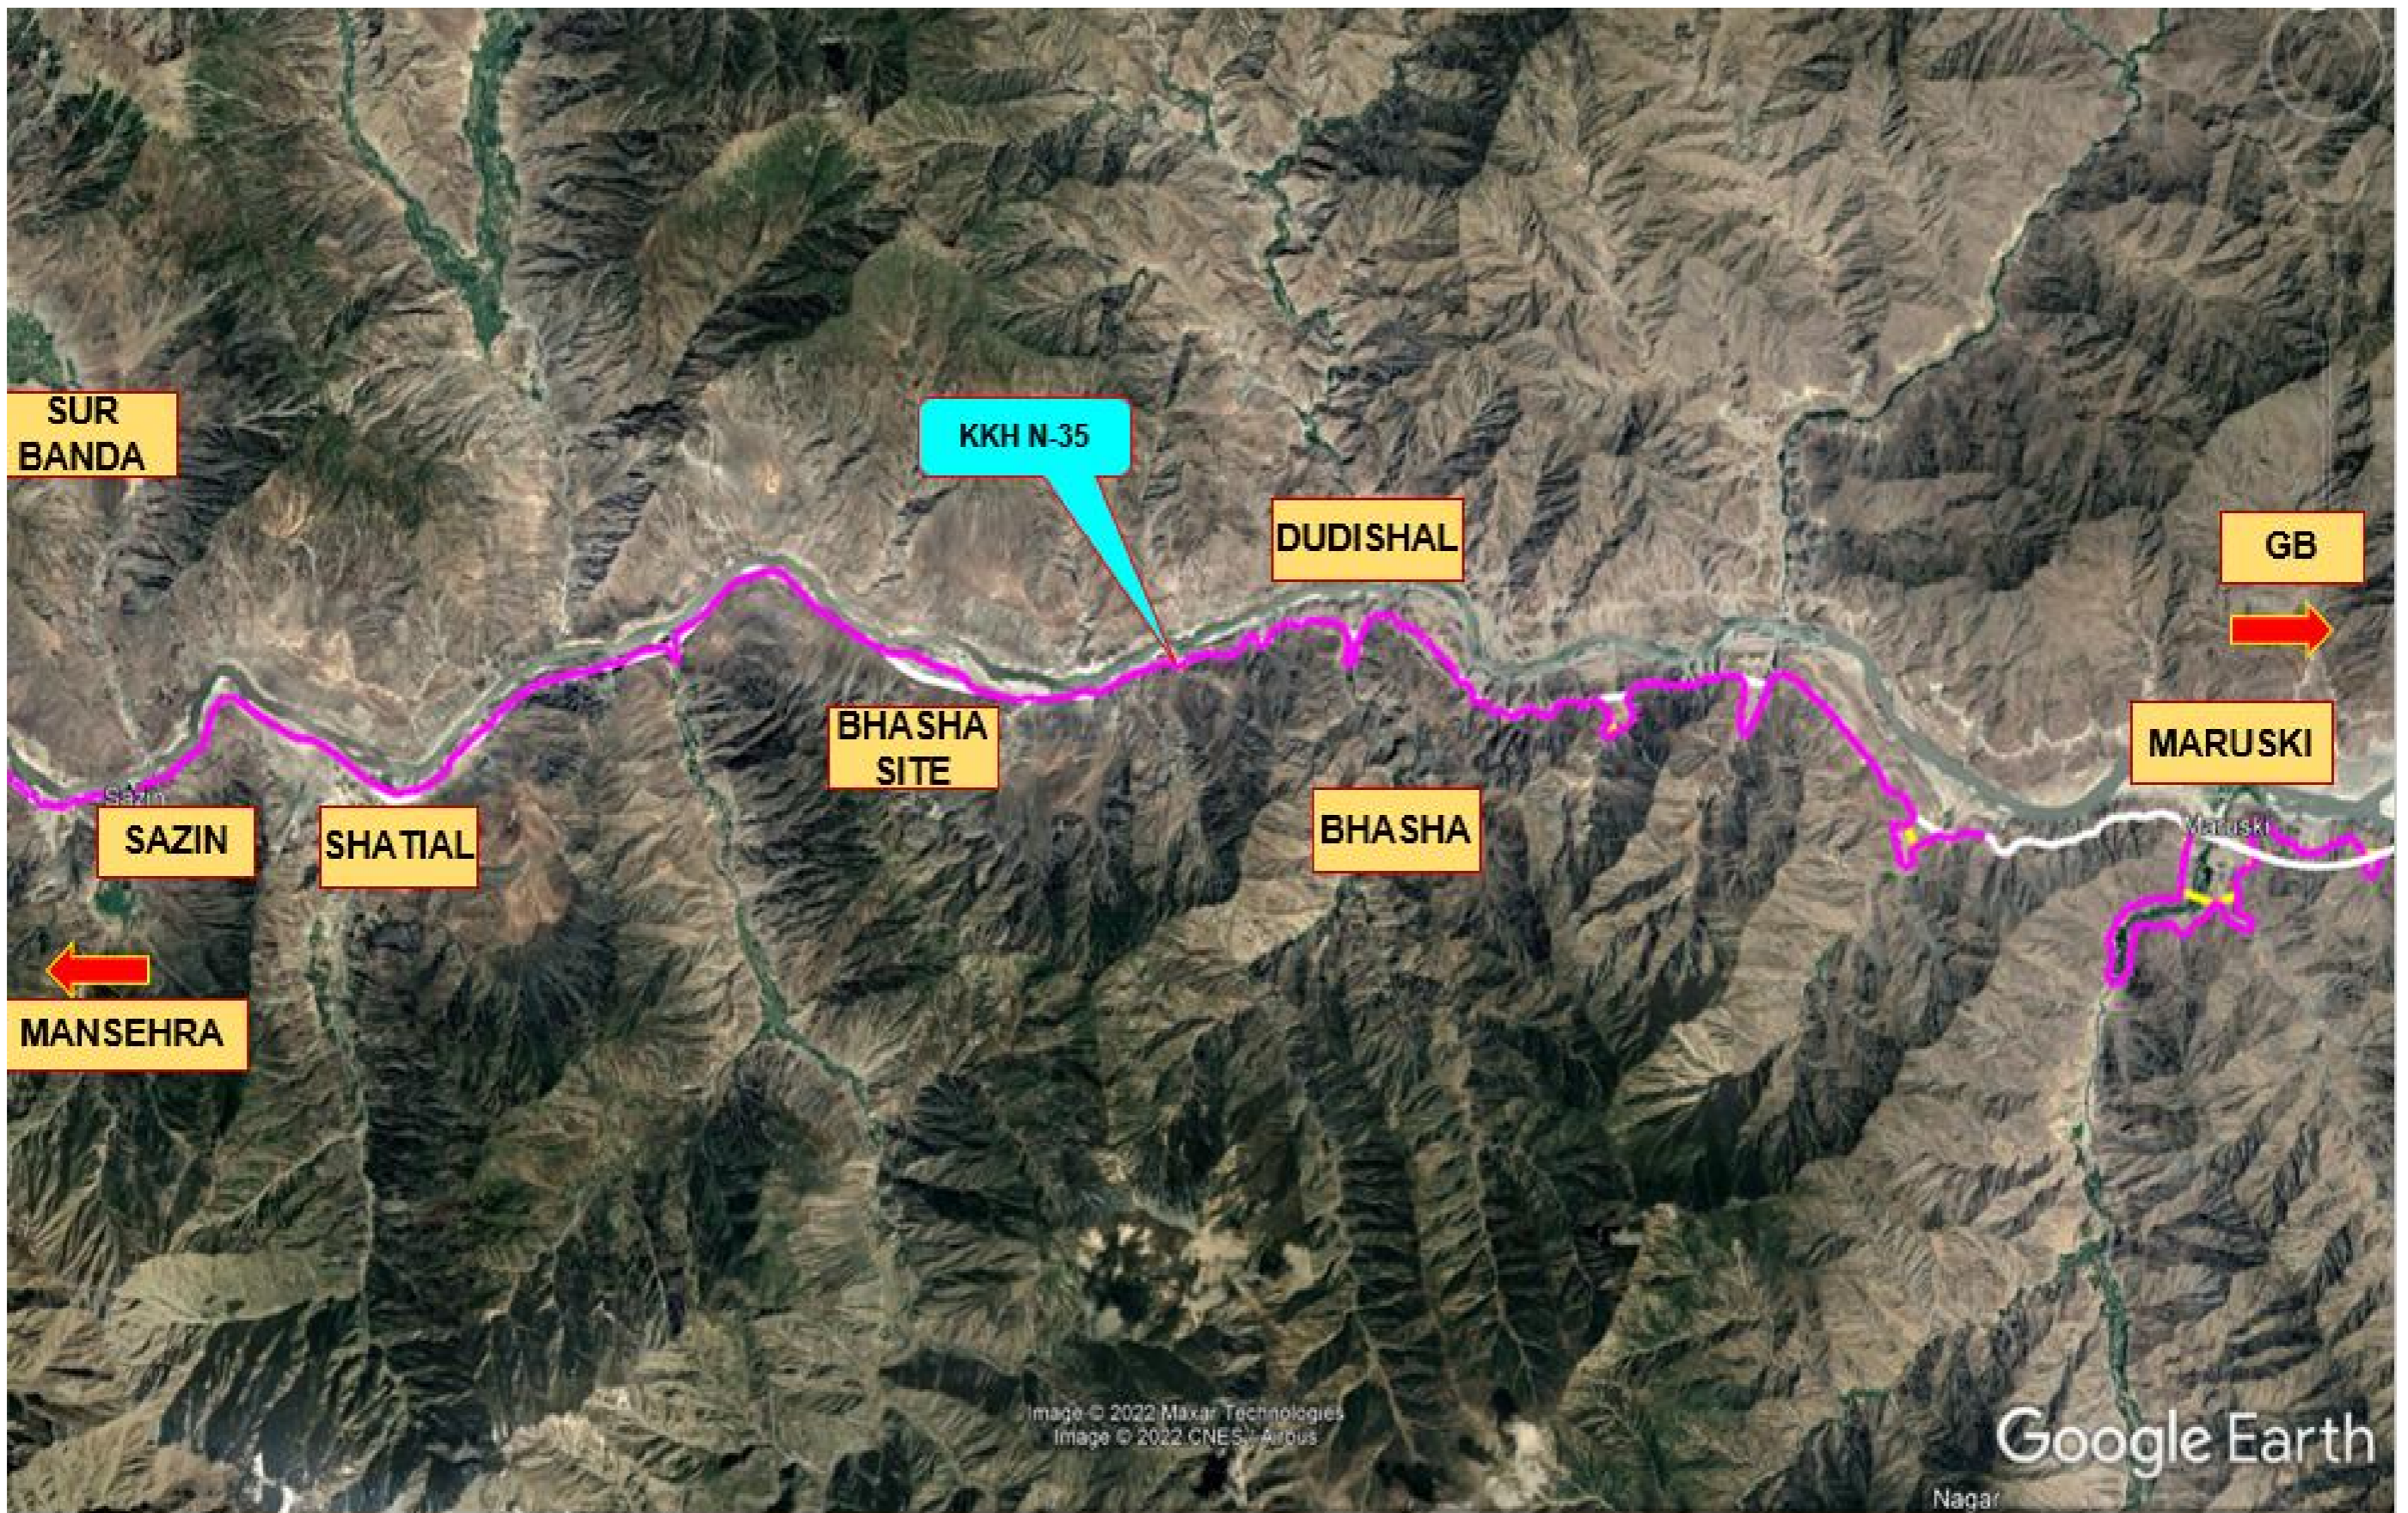 SUR
BANDA
KKH N-35
DUDISHAL
GB
MARUSKI
BHASHA
SITE
Sazin
SAZIN
SHATIAL
BHASHA
Maruski
MANSEHRA
Image © 2022 Maxar Technologies
Image © 2022 CNES / Airbus
Google Earth
Nagar